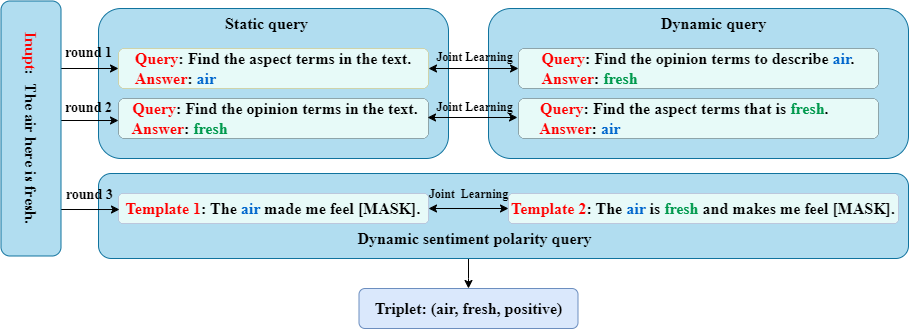 Static query
Dynamic query
Inupt: The air here is fresh.
round 1
Query: Find the aspect terms in the text.
Answer: air
Joint Learning
Query: Find the opinion terms to describe air.
Answer: fresh
round 2
Query: Find the opinion terms in the text.
Answer: fresh
Joint Learning
Query: Find the aspect terms that is fresh.
Answer: air
round 3
Template 1: The air made me feel [MASK].
Joint Learning
Template 2: The air is fresh and makes me feel [MASK].
Dynamic sentiment polarity query
Triplet: (air, fresh, positive)